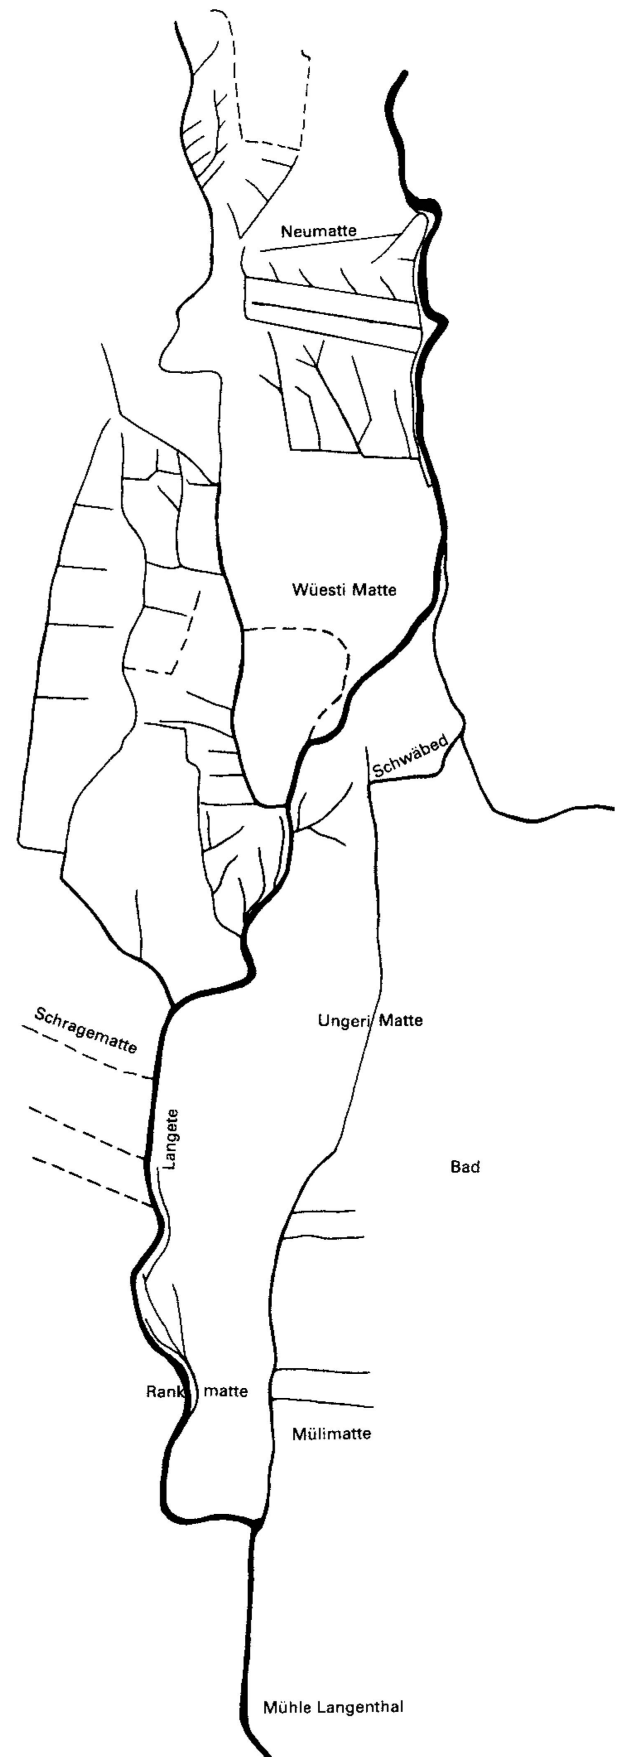 Neumatte
Wüesti Matte
Schwäbed
Schragematte
Ungeri Matte
Langete
Bad
Rank matte
Mülimatte
Mühle Langenthal